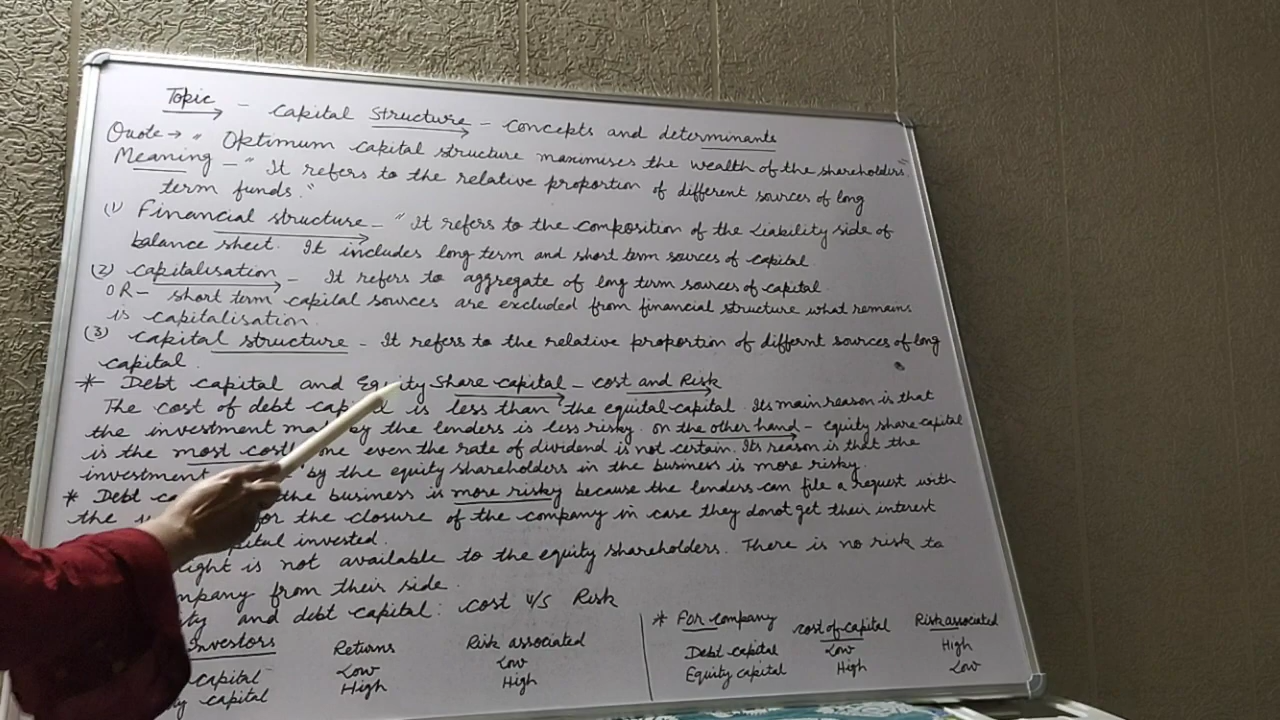 Topic - Capital Structure - Concepts and determinants
Quote → " Optimum capital structure maximises the wealth of the shareholders"
Meaning - " It refers to the relative proportion of different sources of long
term funds."
(1) Financial structure - " It refers to the composition of the Liability side of
balance sheet. It includes long term and short term sources of capital.
(2) Capitalisation - It refers to aggregate of long term sources of capital.
OR - short term capital sources are excluded from financial structure what remains
is capitalisation.
(3) Capital structure - It refers to the relative proportion of differnt sources of long
capital.
* Debt capital and Equity Share capital - cost and Risk
The cost of debt capital is less than the equital capital. Its main reason is that
the investment made by the lenders is less risky. On the other hand - equity share capital
is the most costly one even the rate of dividend is not certain. Its reason is that the
investment by the equity shareholders in the business is more risky.
* Debt the business is more risky because the lenders can file a request with
the for the closure of the company in case they donot get their interest
invested.
right is not available to the equity shareholders. There is no risk to
from their side.
and debt capital : cost v/s Risk
Investors Returns Risk associated
capital Low Low
capital High High
* For Company Cost of capital Risk associated
Debt capital Low High
Equity capital High Low